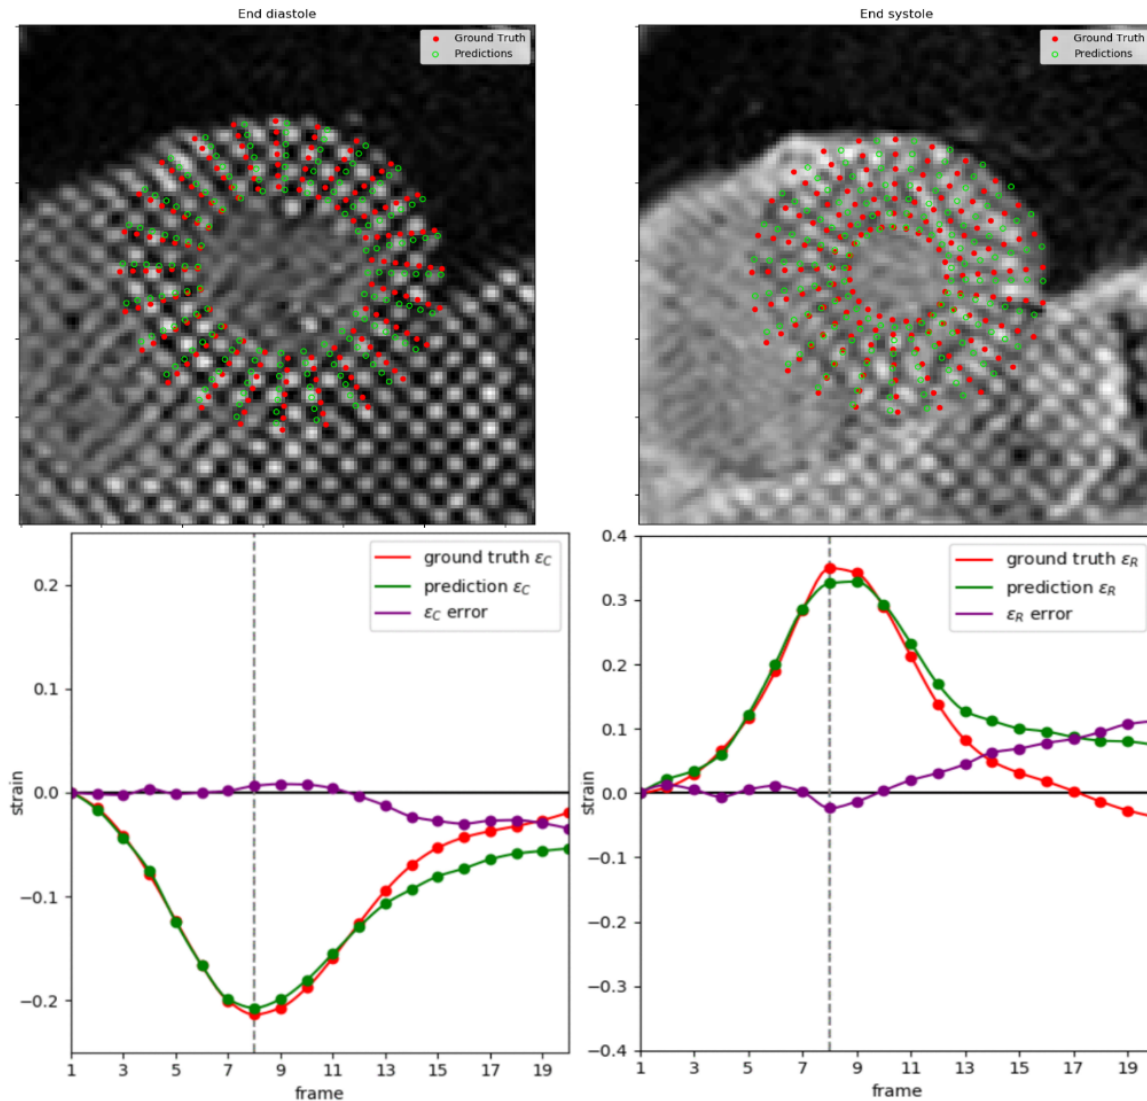 End diastole
Ground Truth
Predictions
End systole
Ground Truth
Predictions
0.2
0.1
0.0
−0.1
−0.2
strain
ground truth εC
prediction εC
εC error
1 3 5 7 9 11 13 15 17 19
frame
0.4
0.3
0.2
0.1
0.0
−0.1
−0.2
−0.3
−0.4
strain
ground truth εR
prediction εR
εR error
1 3 5 7 9 11 13 15 17 19
frame